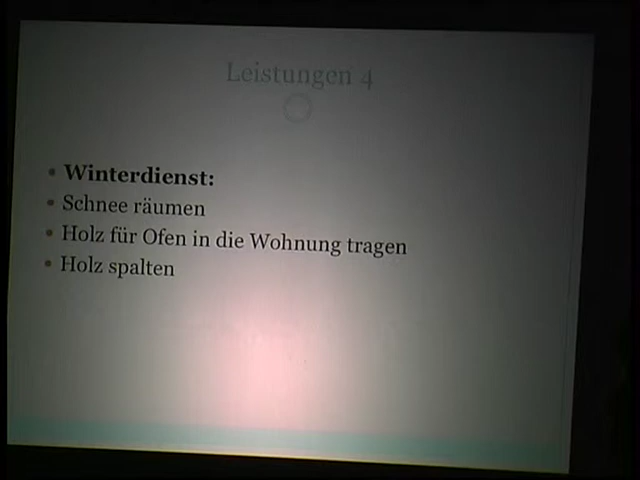 Leistungen 4
• Winterdienst:
• Schnee räumen
• Holz für Ofen in die Wohnung tragen
• Holz spalten